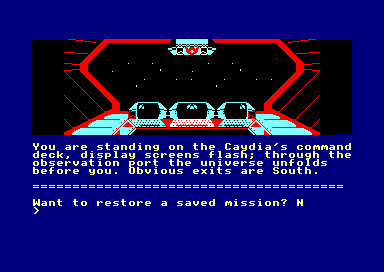 You are standing on the Caydia's command
deck, display screens flash; through the
observation port the universe unfolds
before you. Obvious exits are South.
=====================================
Want to restore a saved mission? N
>